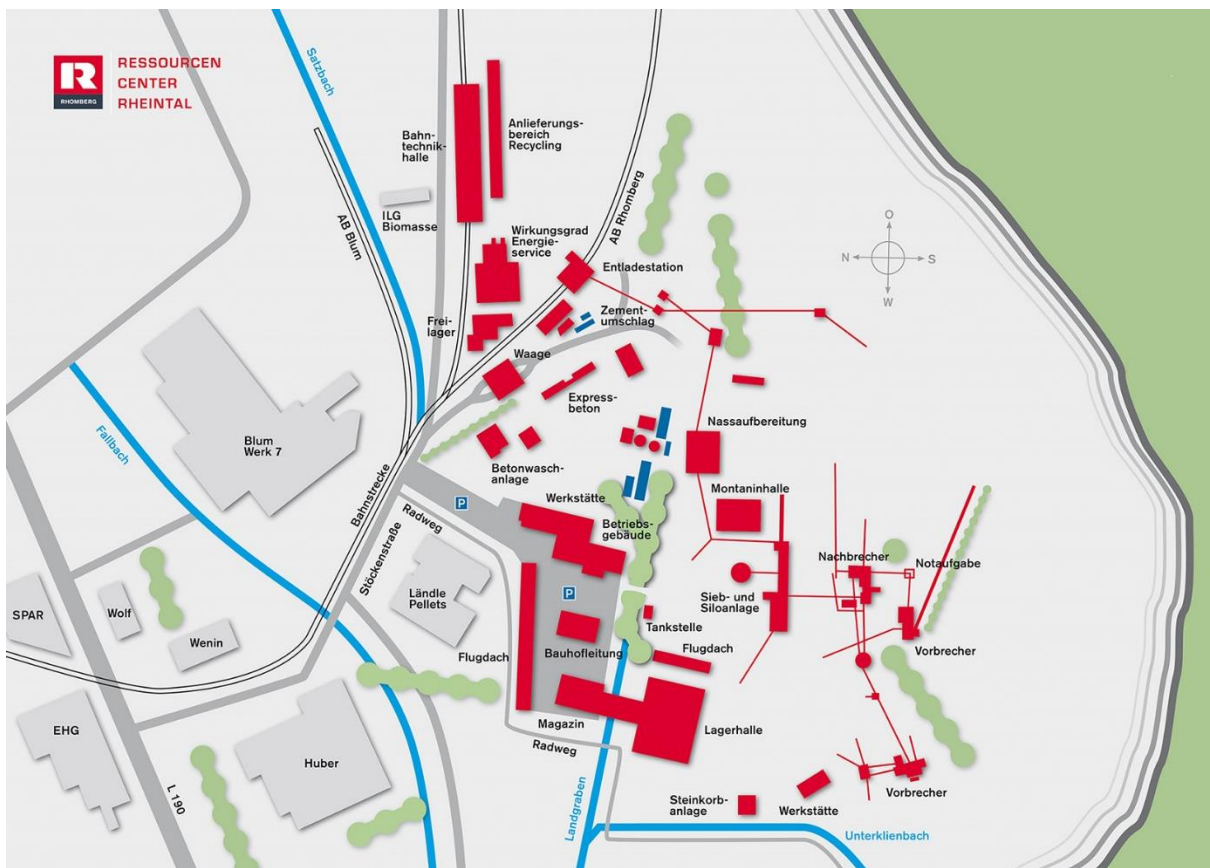 R
RHOMBERG
RESSOURCEN
CENTER
RHEINTAL
Satzbach
Bahn-
technik-
halle
Anlieferungs-
bereich
Recycling
AB Blum
ILG
Biomasse
AB Rhomberg
Wirkungsgrad
Energie-
service
Entladestation
O
N
S
W
Frei-
lager
Zement-
umschlag
Waage
Express-
beton
Nassaufbereitung
Fallbach
Blum
Werk 7
Bahnstrecke
Betonwasch-
anlage
P
Radweg
Werkstätte
Betriebs-
gebäude
Montaninhalle
Nachbrecher
Notaufgabe
Stöckenstraße
Ländle
Pellets
P
Sieb- und
Siloanlage
SPAR
Wolf
Wenin
Tankstelle
Flugdach
Bauhofleitung
Flugdach
Vorbrecher
EHG
Huber
Magazin
Radweg
Lagerhalle
L 190
Landgraben
Steinkorb-
anlage
Werkstätte
Vorbrecher
Unterklienbach